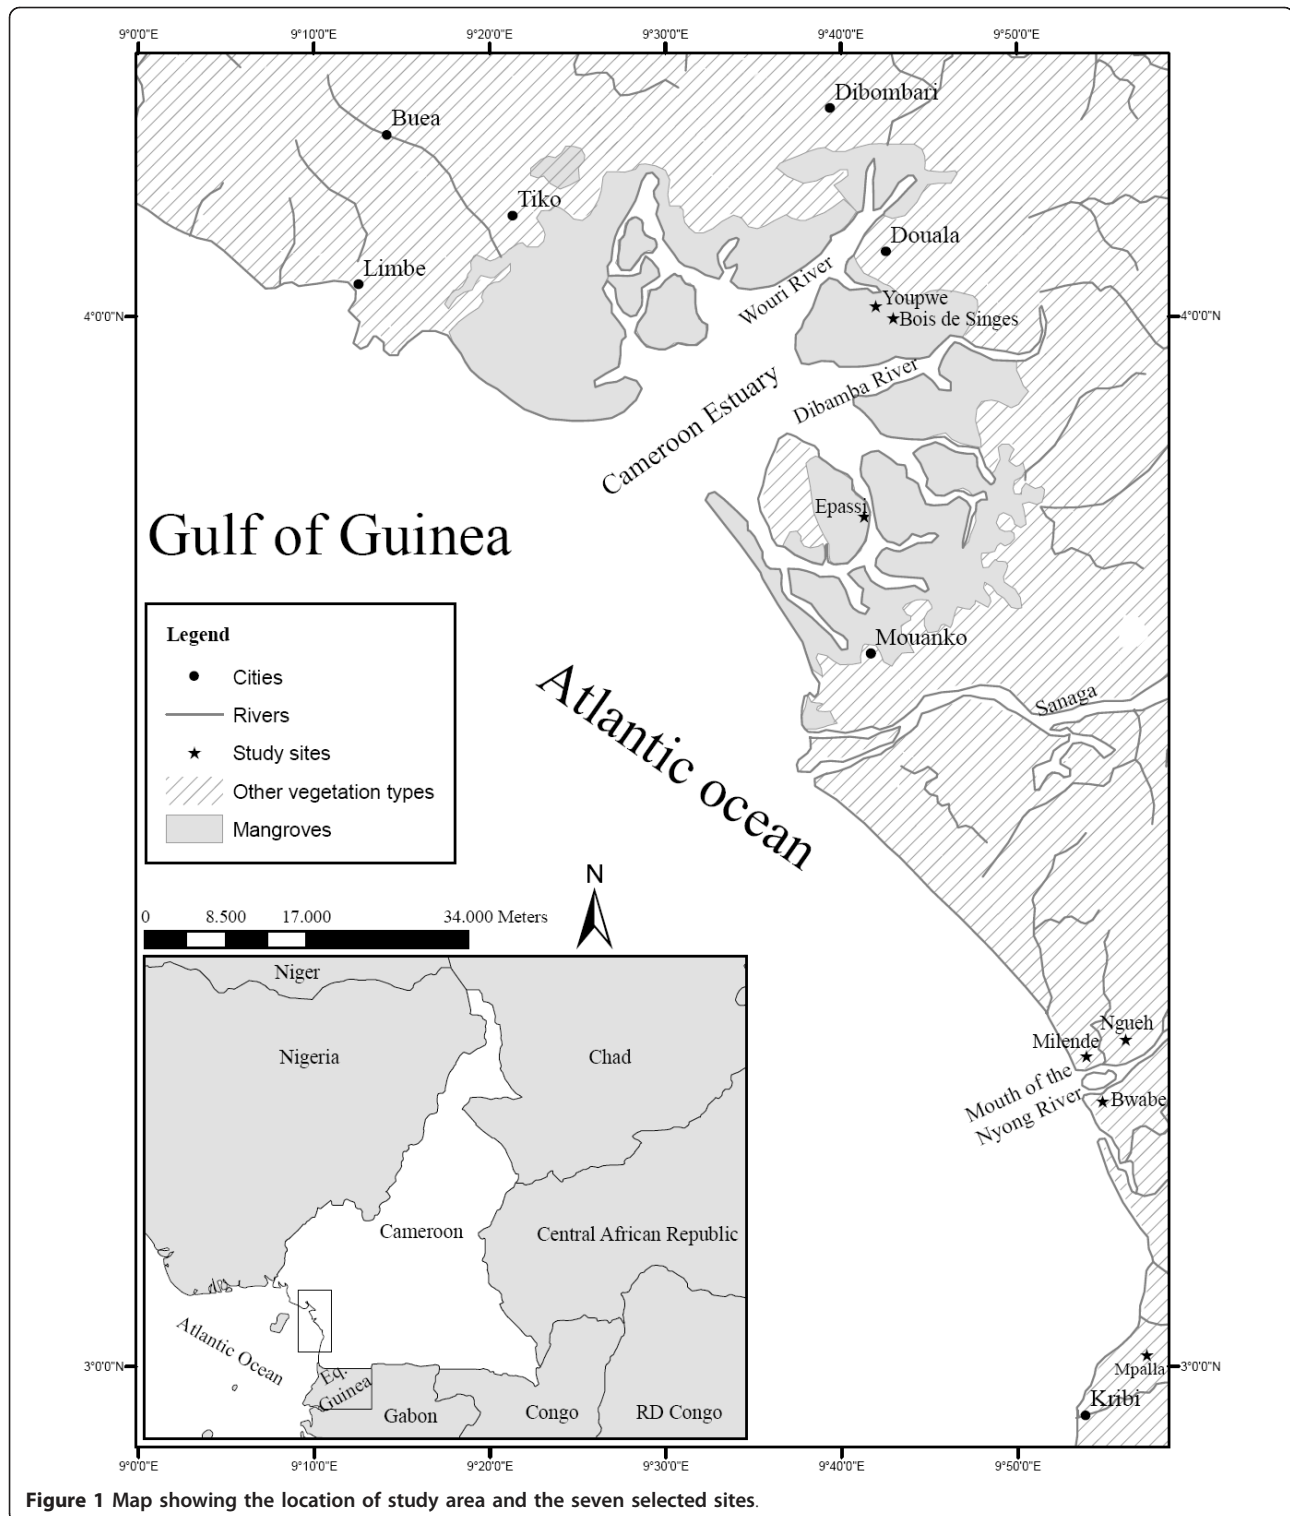 9°0'0"E 9°10'0"E 9°20'0"E 9°30'0"E 9°40'0"E 9°50'0"E
Dibombari
Buea
Tiko
Douala
Limbe
Wouri River
Youpwe
4°0'0"N
4°0'0"N
Bois de Singes
Dibamba River
Cameroon Estuary
Epassi
Gulf of Guinea
Mouanko
Atlantic ocean
Sanaga
Legend
Cities
Rivers
Study sites
Other vegetation types
Mangroves
N
0 8.500 17.000 34.000 Meters
Ngueh
Milende
Mouth of the
Nyong River
Bwabe
Niger
Nigeria
Chad
Cameroon
Central African Republic
Atlantic Ocean
Eq.
Guinea
Gabon
Congo
RD Congo
3°0'0"N
3°0'0"N
Mpalla
Kribi
9°0'0"E 9°10'0"E 9°20'0"E 9°30'0"E 9°40'0"E 9°50'0"E
Figure 1 Map showing the location of study area and the seven selected sites.